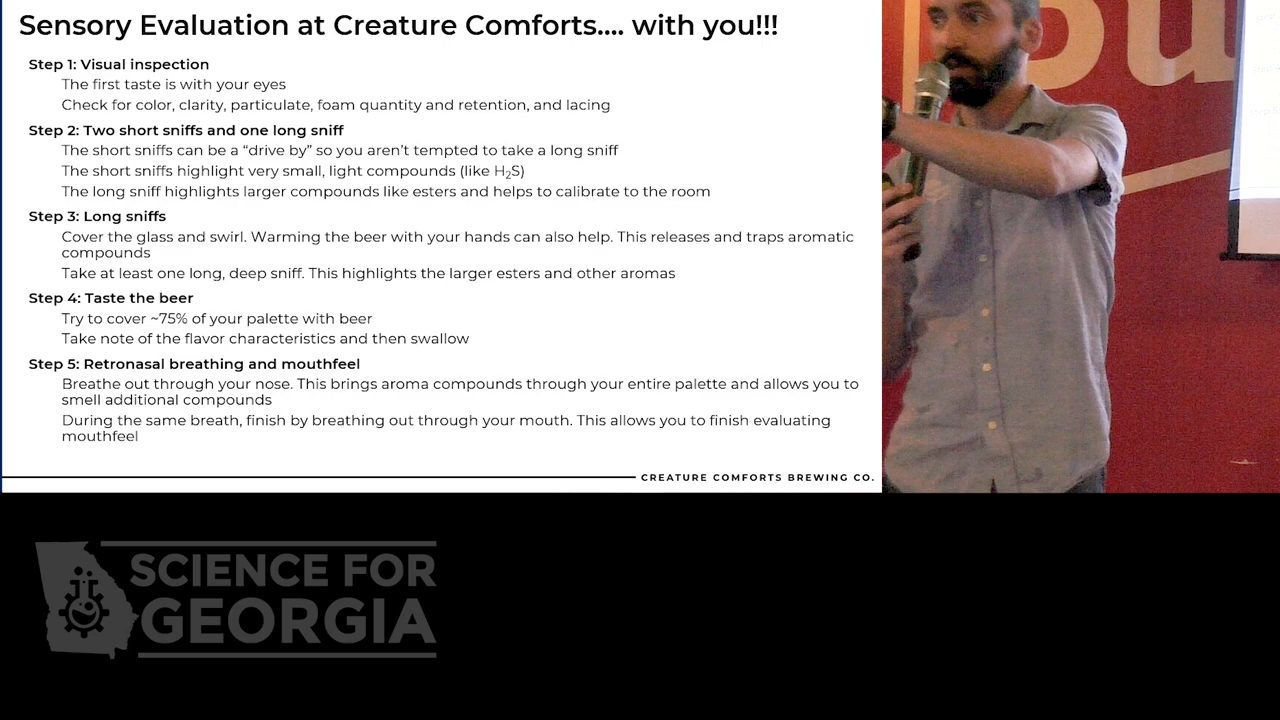 Sensory Evaluation at Creature Comforts.... with you!!!
Step 1: Visual inspection
The first taste is with your eyes
Check for color, clarity, particulate, foam quantity and retention, and lacing
Step 2: Two short sniffs and one long sniff
The short sniffs can be a “drive by” so you aren’t tempted to take a long sniff
The short sniffs highlight very small, light compounds (like H₂S)
The long sniff highlights larger compounds like esters and helps to calibrate to the room
Step 3: Long sniffs
Cover the glass and swirl. Warming the beer with your hands can also help. This releases and traps aromatic
compounds
Take at least one long, deep sniff. This highlights the larger esters and other aromas
Step 4: Taste the beer
Try to cover ~75% of your palette with beer
Take note of the flavor characteristics and then swallow
Step 5: Retronasal breathing and mouthfeel
Breathe out through your nose. This brings aroma compounds through your entire palette and allows you to
smell additional compounds
During the same breath, finish by breathing out through your mouth. This allows you to finish evaluating
mouthfeel
CREATURE COMFORTS BREWING CO.
SCIENCE FOR
GEORGIA